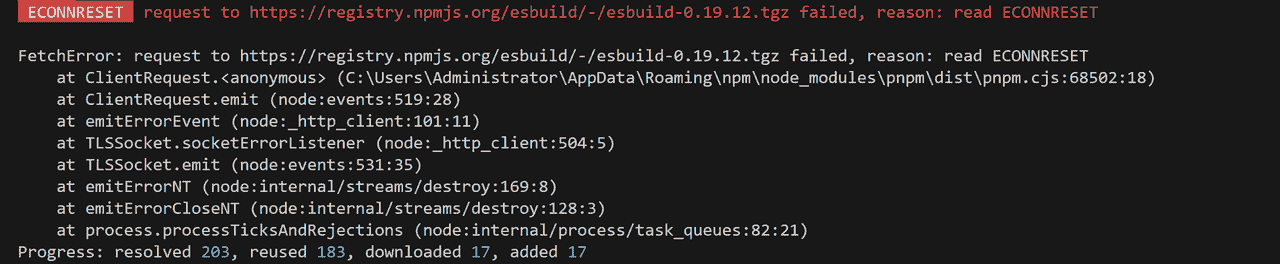 ECONNRESET request to https://registry.npmjs.org/esbuild/-/esbuild-0.19.12.tgz failed, reason: read ECONNRESET
FetchError: request to https://registry.npmjs.org/esbuild/-/esbuild-0.19.12.tgz failed, reason: read ECONNRESET
    at ClientRequest.<anonymous> (C:\Users\Administrator\AppData\Roaming\npm\node_modules\pnpm\dist\pnpm.cjs:68502:18)
    at ClientRequest.emit (node:events:519:28)
    at emitErrorEvent (node:_http_client:101:11)
    at TLSSocket.socketErrorListener (node:_http_client:504:5)
    at TLSSocket.emit (node:events:531:35)
    at emitErrorNT (node:internal/streams/destroy:169:8)
    at emitErrorCloseNT (node:internal/streams/destroy:128:3)
    at process.processTicksAndRejections (node:internal/process/task_queues:82:21)
Progress: resolved 203, reused 183, downloaded 17, added 17